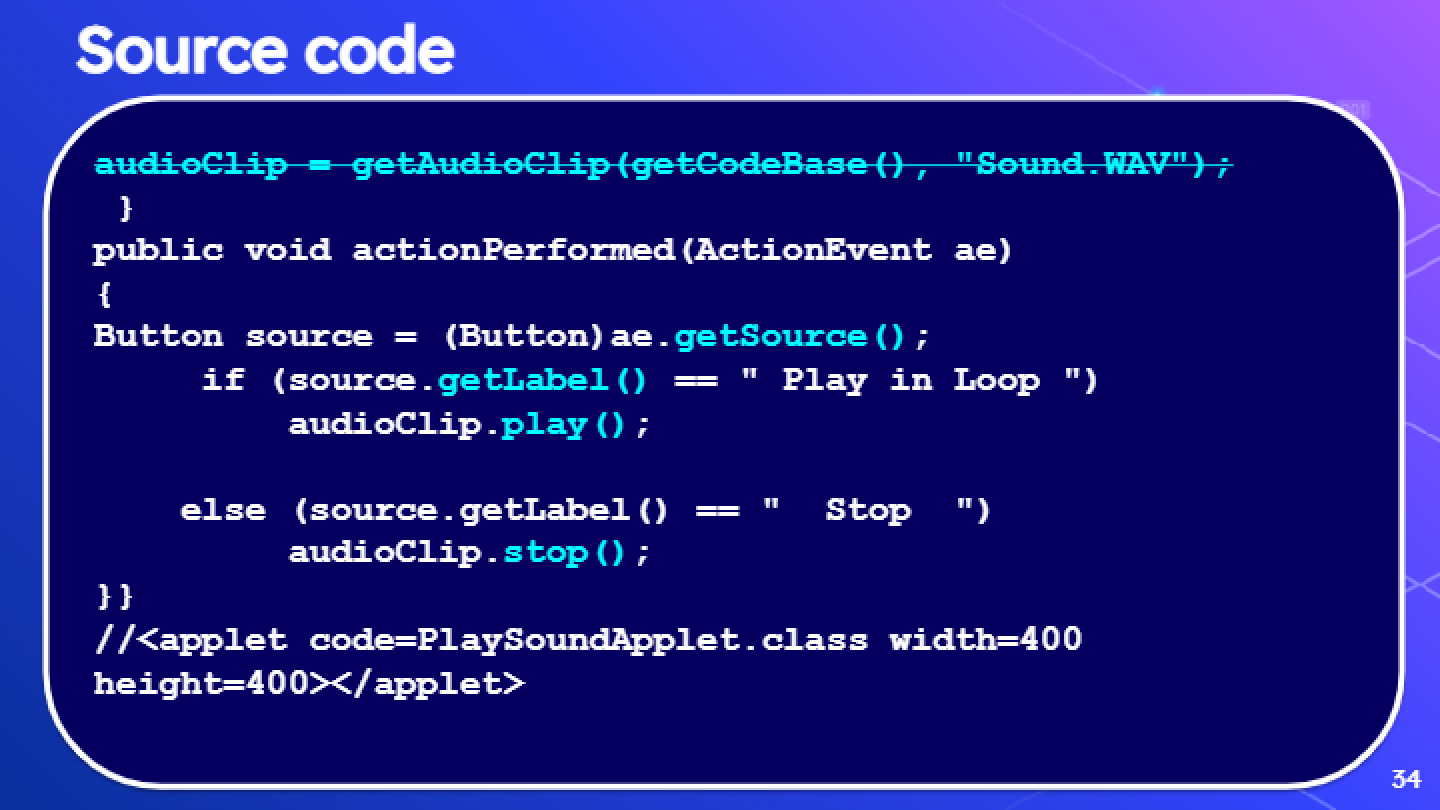 Source code
audioClip = getAudioClip(getCodeBase(), "Sound.WAV");
}
public void actionPerformed(ActionEvent ae)
{
Button source = (Button)ae.getSource();
if (source.getLabel() == " Play in Loop ")
audioClip.play();
else (source.getLabel() == "  Stop  ")
audioClip.stop();
}}
//<applet code=PlaySoundApplet.class width=400
height=400></applet>
34